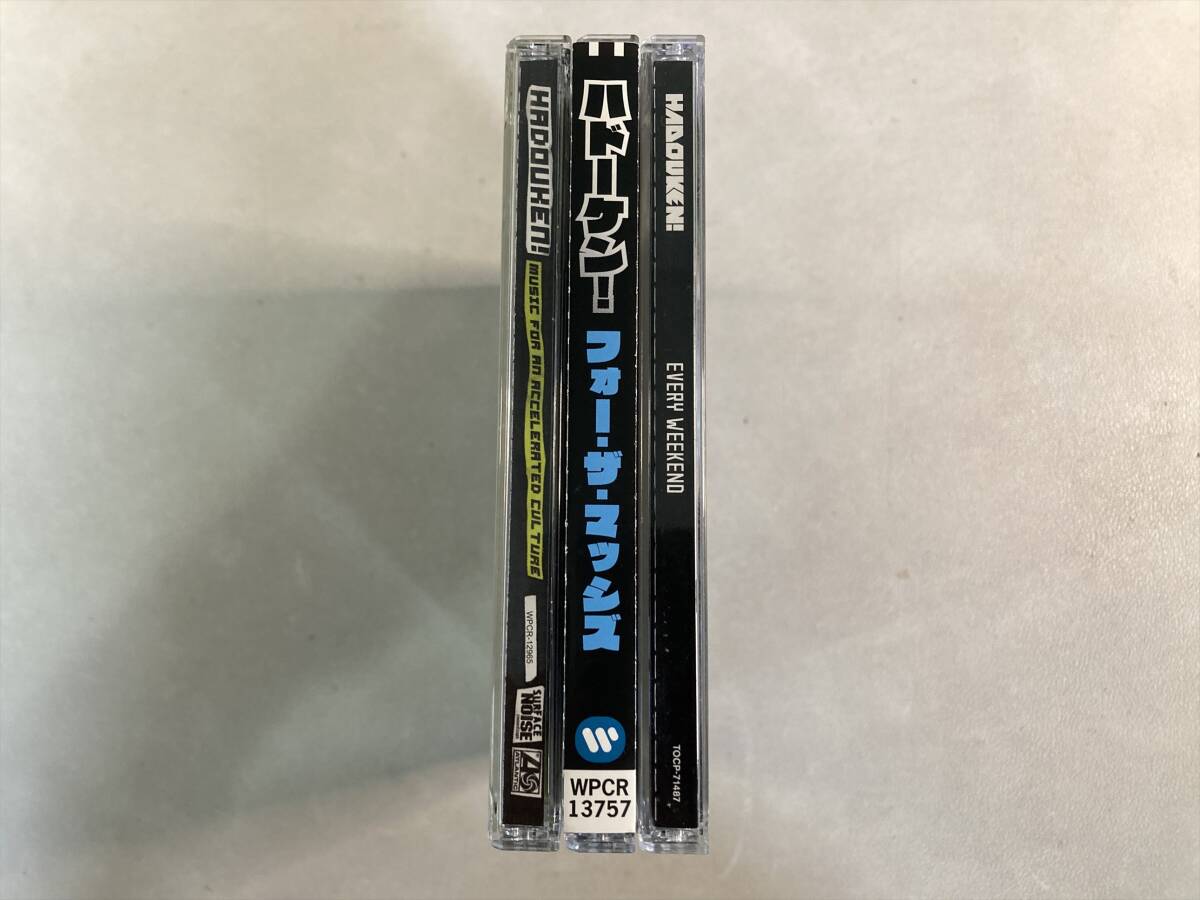 HADOUKEN!
MUSIC FOR AN ACCELERATED CULTURE
WPCR-12965
SURFACE
NOISE
ATLANTIC
ハドーケン!
フォー・ザ・マッシズ
WPCR
13757
HADOUKEN!
EVERY WEEKEND
TOCP-71487